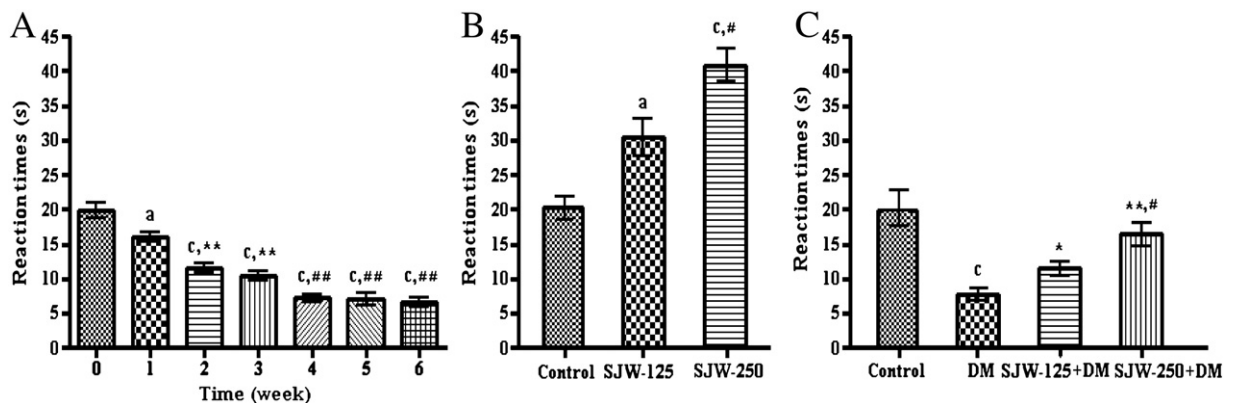 A
Reaction times (s)
45
40
35
30
25
20
15
10
5
0
a
c,**
c,**
c,##
c,##
c,##
0 1 2 3 4 5 6
Time (week)
B
Reaction times (s)
45
40
35
30
25
20
15
10
5
0
a
c,#
Control SJW-125 SJW-250
C
Reaction times (s)
45
40
35
30
25
20
15
10
5
0
c
*
**,#
Control DM SJW-125+DM SJW-250+DM